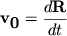 v₀ = dR/dt